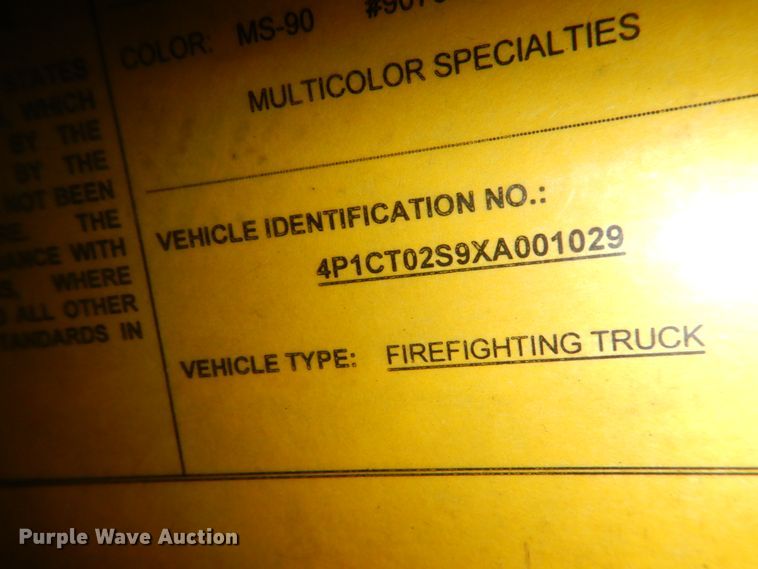 COLOR: MS-90
MULTICOLOR SPECIALTIES
STATES
WHICH
BY THE
BY THE
NOT BEEN
THE
WITH
WHERE
ALL OTHER
STANDARDS IN
VEHICLE IDENTIFICATION NO.:
4P1CT02S9XA001029
VEHICLE TYPE: FIREFIGHTING TRUCK
Purple Wave Auction